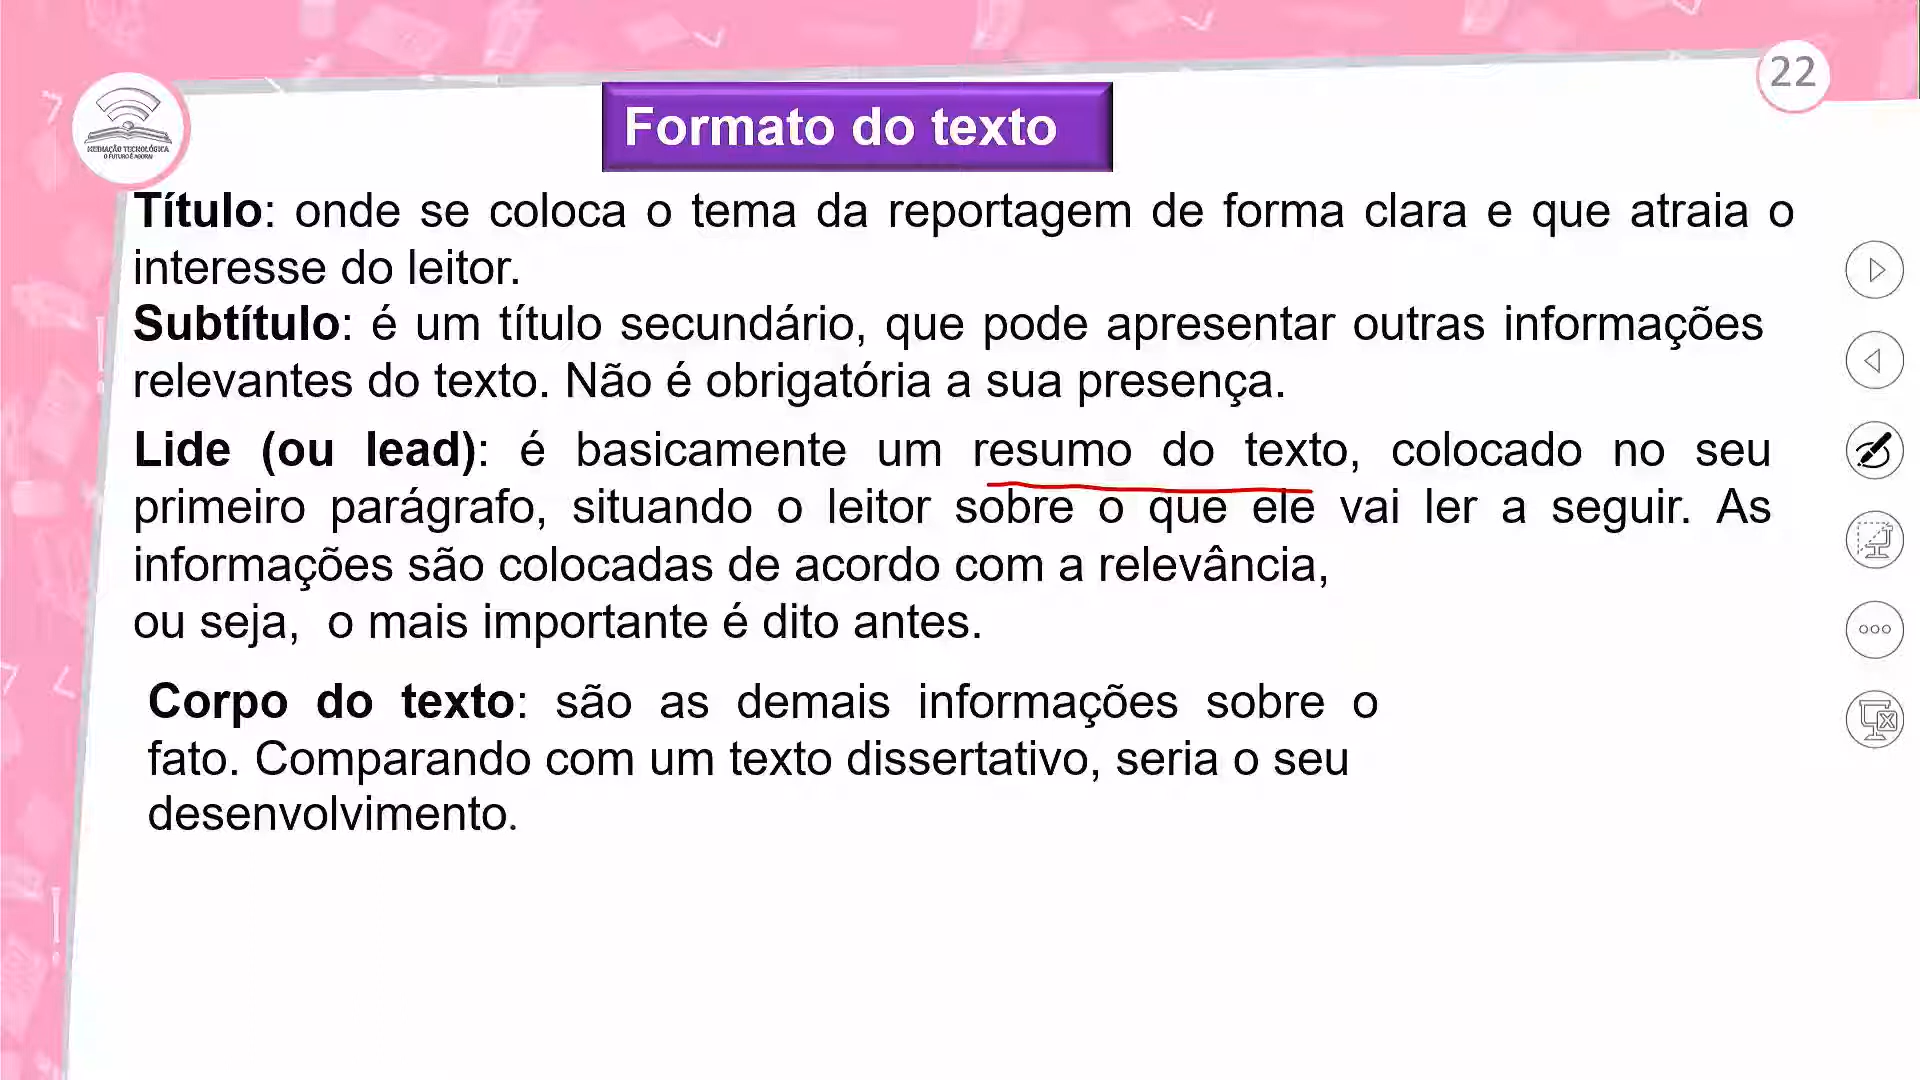 22
MEDIAÇÃO TECNOLÓGICA
O FUTURO É AGORA!
Formato do texto
Título: onde se coloca o tema da reportagem de forma clara e que atraia o
interesse do leitor.
Subtítulo: é um título secundário, que pode apresentar outras informações
relevantes do texto. Não é obrigatória a sua presença.
Lide (ou lead): é basicamente um resumo do texto, colocado no seu
primeiro parágrafo, situando o leitor sobre o que ele vai ler a seguir. As
informações são colocadas de acordo com a relevância,
ou seja, o mais importante é dito antes.
Corpo do texto: são as demais informações sobre o
fato. Comparando com um texto dissertativo, seria o seu
desenvolvimento.